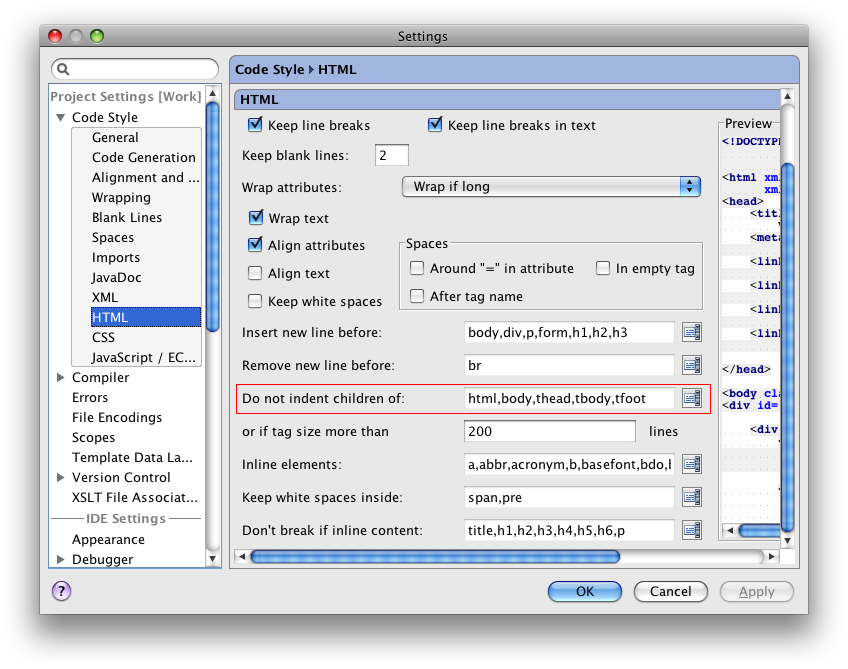 Settings
Project Settings [Work]
Code Style
General
Code Generation
Alignment and ...
Wrapping
Blank Lines
Spaces
Imports
JavaDoc
XML
HTML
CSS
JavaScript / EC...
Compiler
Errors
File Encodings
Scopes
Template Data La...
Version Control
XSLT File Associat...
IDE Settings
Appearance
Debugger
Code Style HTML
HTML
Keep line breaks
Keep line breaks in text
Keep blank lines: 2
Wrap attributes: Wrap if long
Wrap text
Align attributes
Align text
Keep white spaces
Spaces
Around "=" in attribute
In empty tag
After tag name
Insert new line before: body,div,p,form,h1,h2,h3
Remove new line before: br
Do not indent children of: html,body,thead,tbody,tfoot
or if tag size more than 200 lines
Inline elements: a,abbr,acronym,b,basefont,bdo,
Keep white spaces inside: span,pre
Don't break if inline content: title,h1,h2,h3,h4,h5,h6,p
Preview
<!DOCTYP
<html xm
xm
<head>
<tit
<meta
<lin
<lin
<lin
<lin
</head>
<body cla
<div id=
<div
? OK Cancel Apply